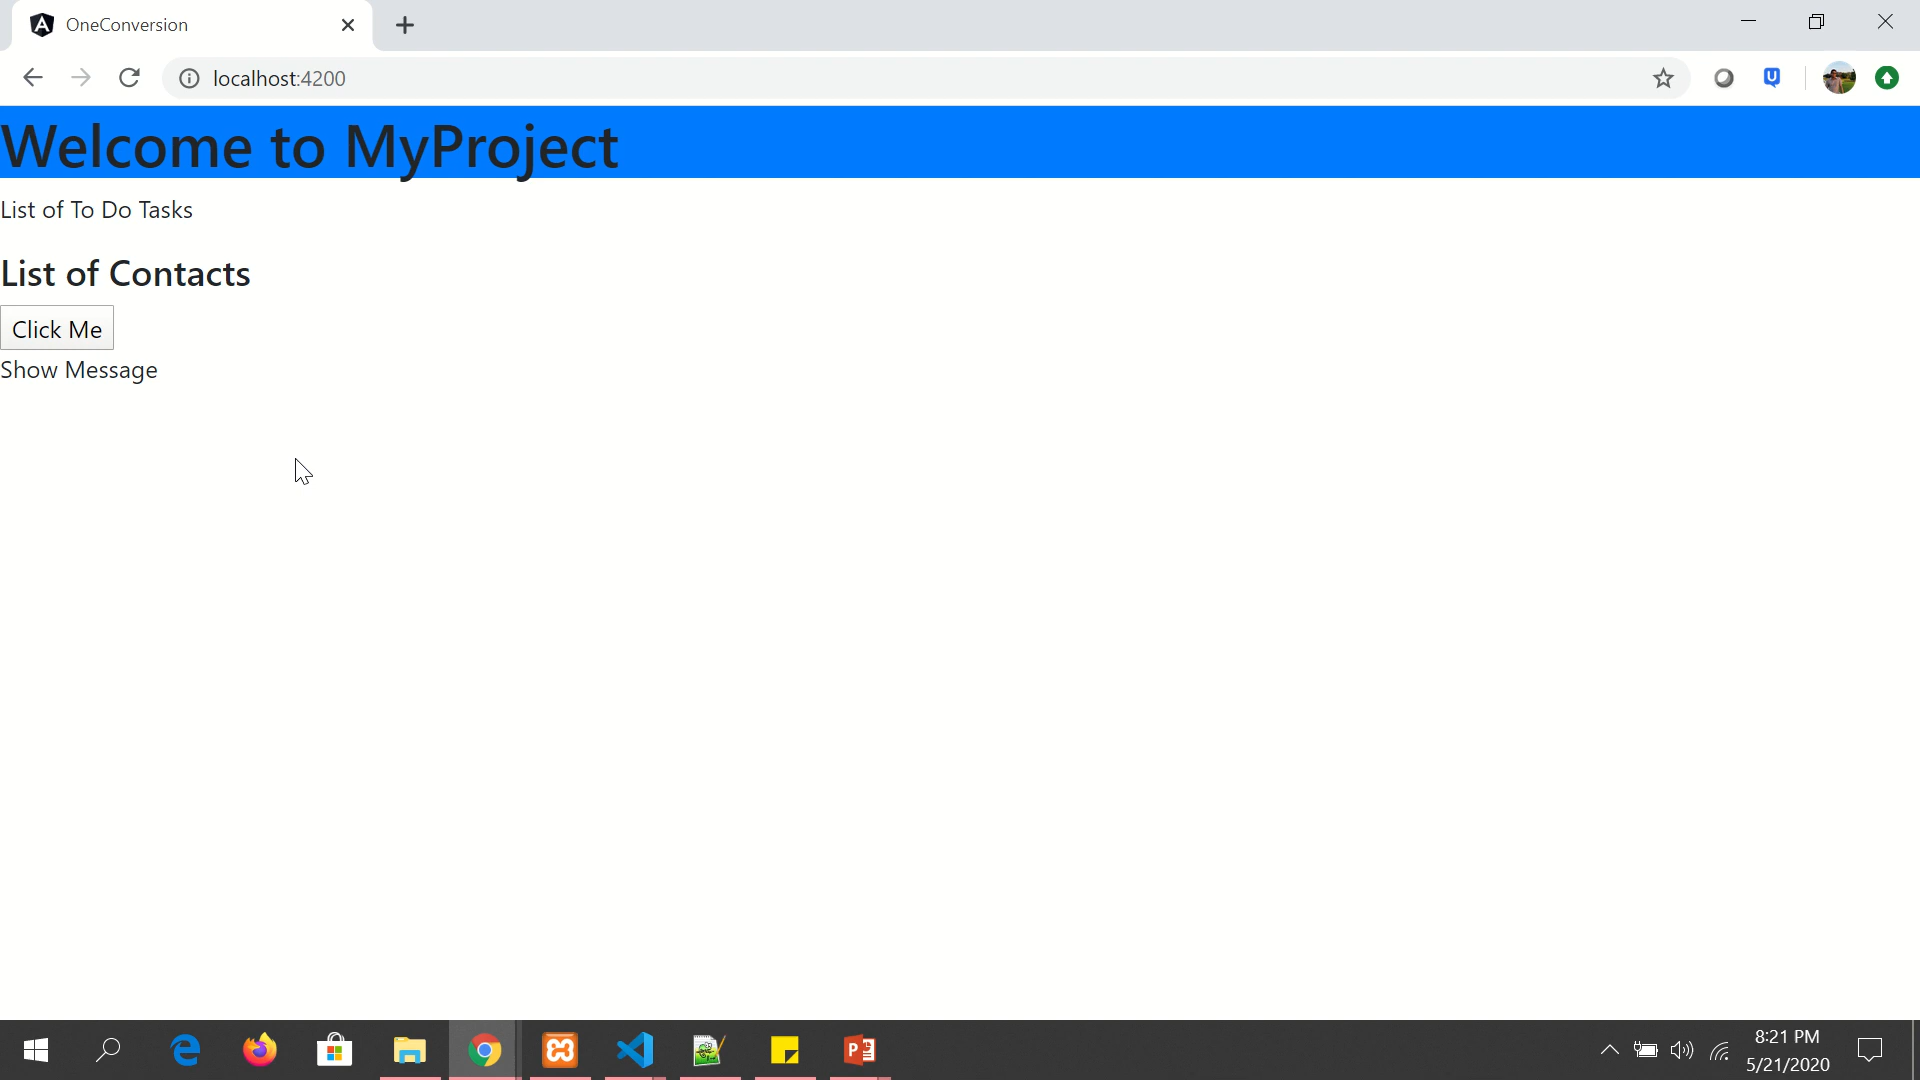 OneConversion
localhost:4200
Welcome to MyProject
List of To Do Tasks
List of Contacts
Click Me
Show Message
8:21 PM
5/21/2020